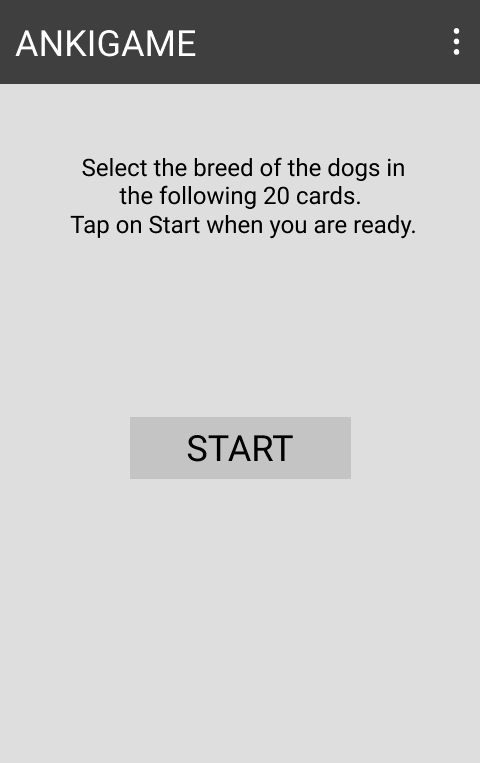 ANKIGAME
Select the breed of the dogs in
the following 20 cards.
Tap on Start when you are ready.
START